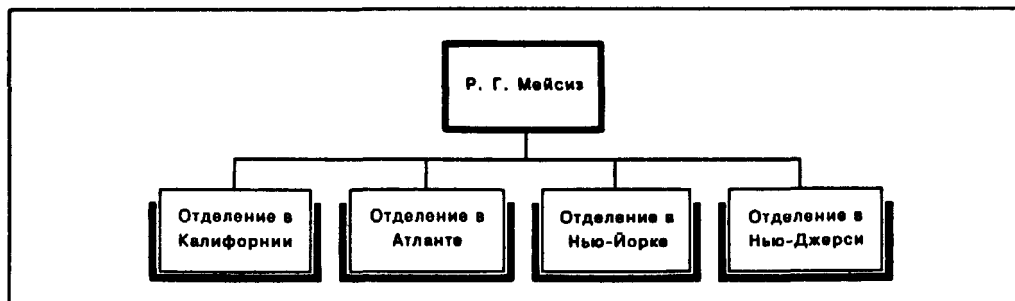 Р. Г. Мейсиз
Отделение в
Калифорнии
Отделение в
Атланте
Отделение в
Нью-Йорке
Отделение в
Нью-Джерси